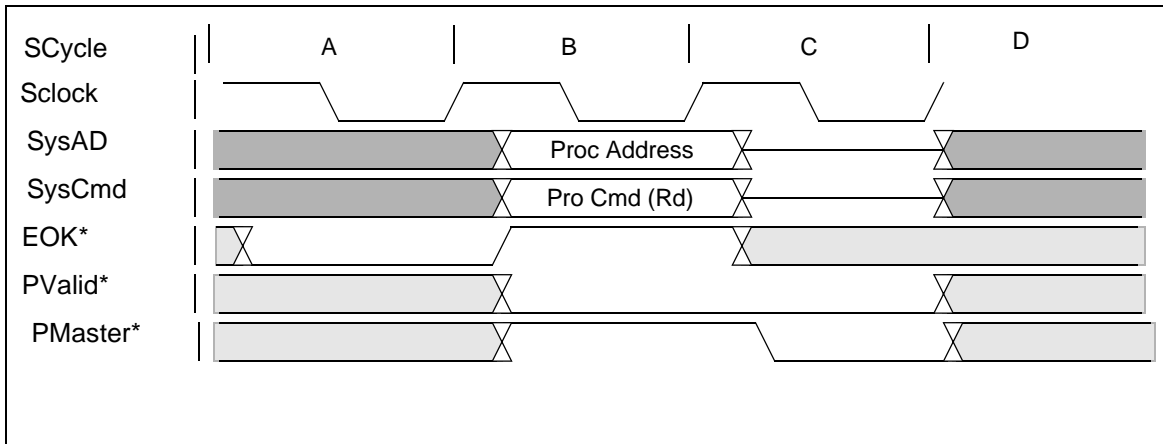 SCycle A B C D
Sclock
SysAD Proc Address
SysCmd Pro Cmd (Rd)
EOK*
PValid*
PMaster*